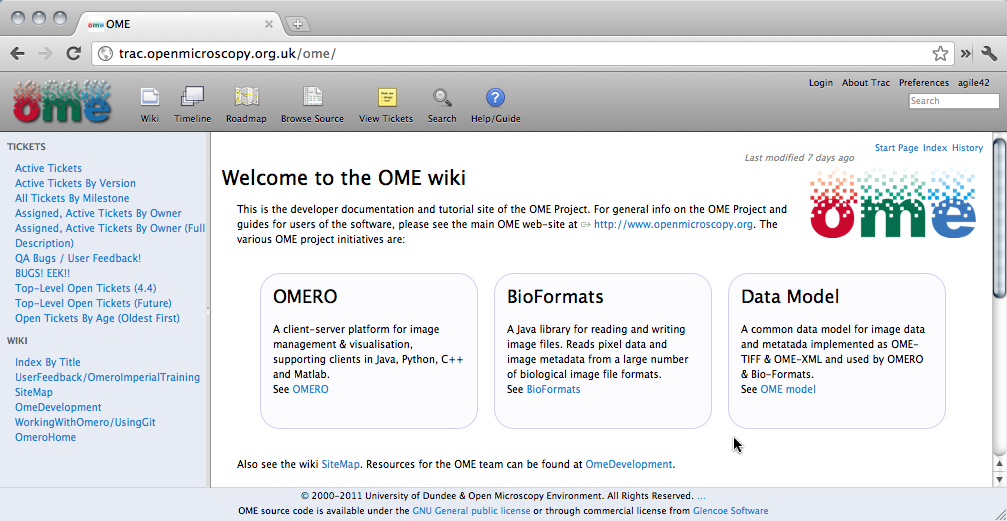 ome OME
trac.openmicroscopy.org.uk/ome/
ome
Wiki Timeline Roadmap Browse Source View Tickets Search Help/Guide
Login About Trac Preferences agile42
Search
TICKETS
Active Tickets
Active Tickets By Version
All Tickets By Milestone
Assigned, Active Tickets By Owner
Assigned, Active Tickets By Owner (Full
Description)
QA Bugs / User Feedback!
BUGS! EEK!!
Top-Level Open Tickets (4.4)
Top-Level Open Tickets (Future)
Open Tickets By Age (Oldest First)
WIKI
Index By Title
UserFeedback/OmeroImperialTraining
SiteMap
OmeDevelopment
WorkingWithOmero/UsingGit
OmeroHome
Start Page Index History
Last modified 7 days ago
Welcome to the OME wiki
ome
This is the developer documentation and tutorial site of the OME Project. For general info on the OME Project and
guides for users of the software, please see the main OME web-site at http://www.openmicroscopy.org. The
various OME project initiatives are:
OMERO
A client-server platform for image
management & visualisation,
supporting clients in Java, Python, C++
and Matlab.
See OMERO
BioFormats
A Java library for reading and writing
image files. Reads pixel data and
image metadata from a large number
of biological image file formats.
See BioFormats
Data Model
A common data model for image data
and metatada implemented as OME-
TIFF & OME-XML and used by OMERO
& Bio-Formats.
See OME model
Also see the wiki SiteMap. Resources for the OME team can be found at OmeDevelopment.
© 2000-2011 University of Dundee & Open Microscopy Environment. All Rights Reserved. ...
OME source code is available under the GNU General public license or through commercial license from Glencoe Software